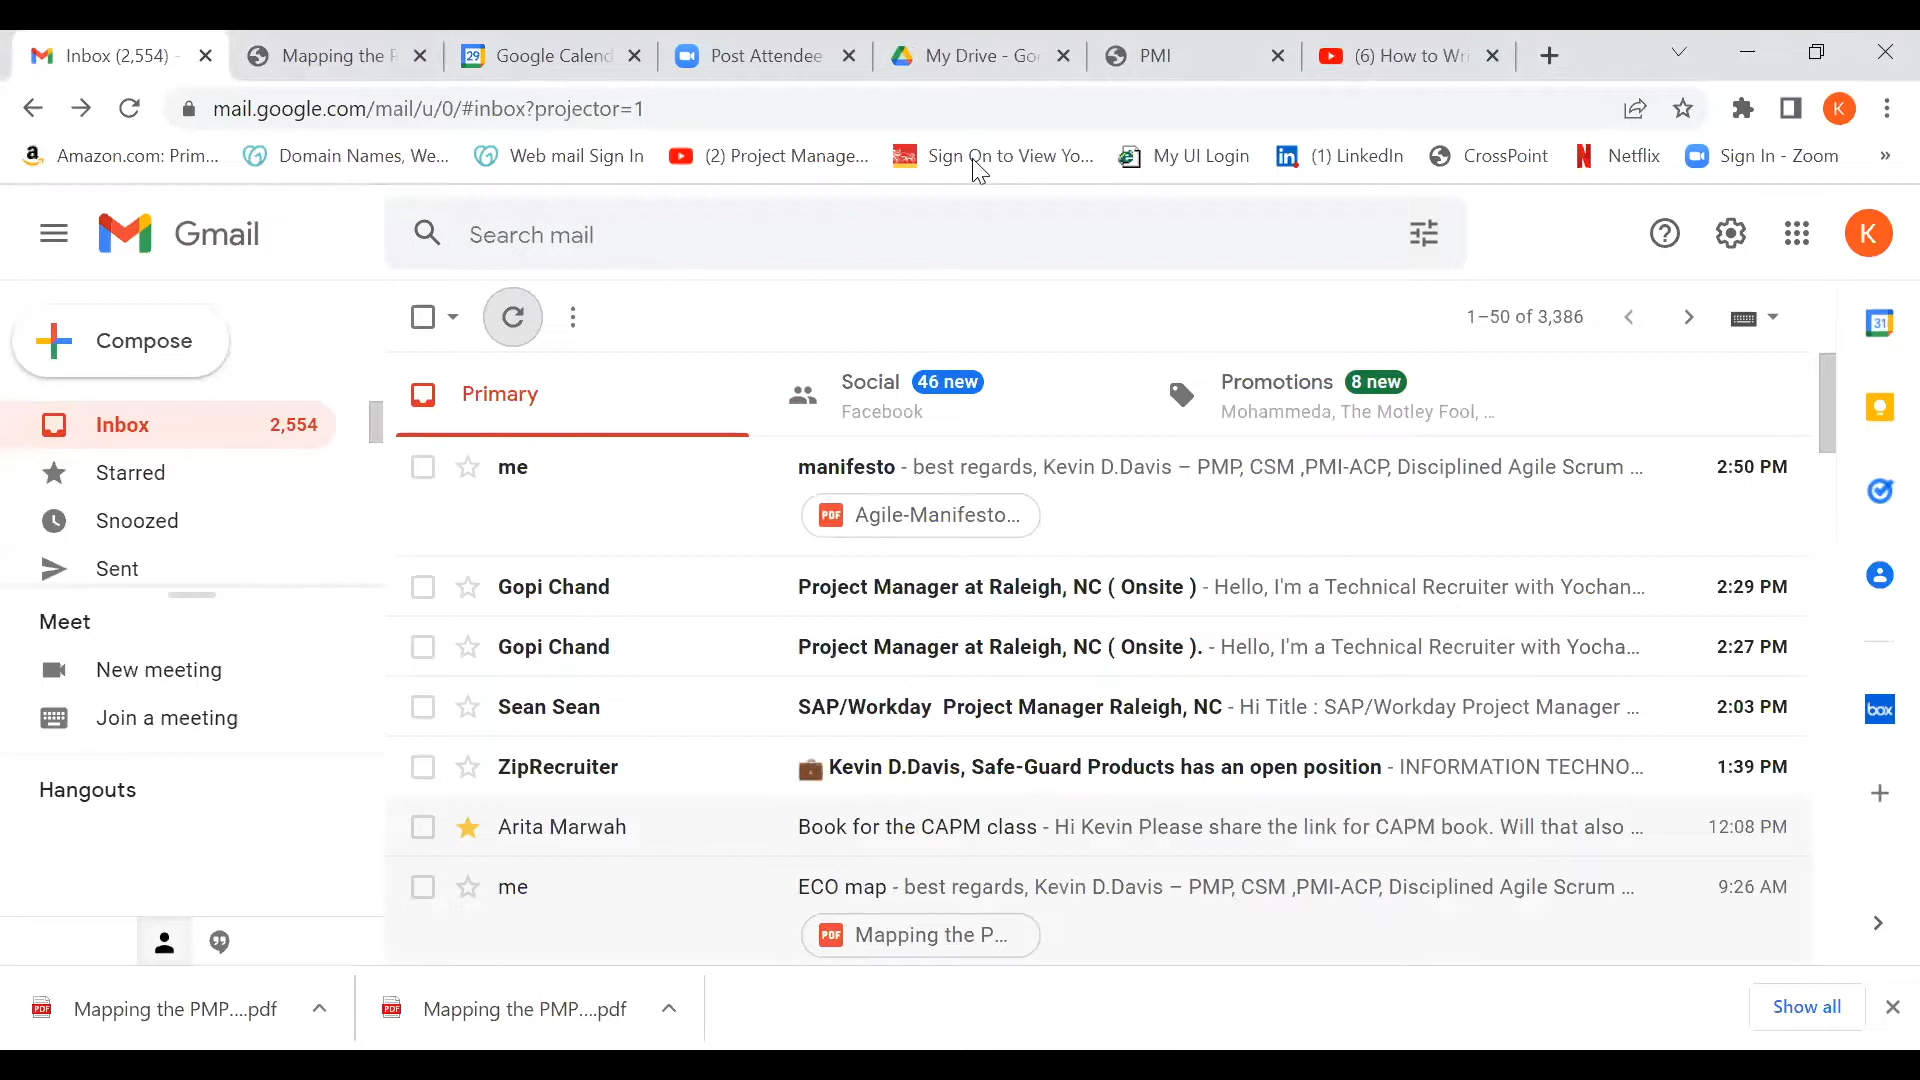 Inbox (2,554) -
Mapping the P
29
Google Calend
Post Attendee
My Drive - Go
PMI
(6) How to Wri
mail.google.com/mail/u/0/#inbox?projector=1
K
a
Amazon.com: Prim...
Domain Names, We...
Web mail Sign In
(2) Project Manage...
Sign On to View Yo...
My UI Login
in
(1) LinkedIn
CrossPoint
N
Netflix
Sign In - Zoom
»
Gmail
Search mail
K
Compose
1–50 of 3,386
31
Primary
Social 46 new
Facebook
Promotions 8 new
Mohammeda, The Motley Fool, ...
Inbox 2,554
Starred
Snoozed
Sent
me manifesto - best regards, Kevin D.Davis – PMP, CSM ,PMI-ACP, Disciplined Agile Scrum ... 2:50 PM
PDF Agile-Manifesto...
Gopi Chand Project Manager at Raleigh, NC ( Onsite ) - Hello, I'm a Technical Recruiter with Yochan... 2:29 PM
Gopi Chand Project Manager at Raleigh, NC ( Onsite ). - Hello, I'm a Technical Recruiter with Yocha... 2:27 PM
Sean Sean SAP/Workday Project Manager Raleigh, NC - Hi Title : SAP/Workday Project Manager ... 2:03 PM
ZipRecruiter Kevin D.Davis, Safe-Guard Products has an open position - INFORMATION TECHNO... 1:39 PM
Arita Marwah Book for the CAPM class - Hi Kevin Please share the link for CAPM book. Will that also ... 12:08 PM
me ECO map - best regards, Kevin D.Davis – PMP, CSM ,PMI-ACP, Disciplined Agile Scrum ... 9:26 AM
PDF Mapping the P...
Meet
New meeting
Join a meeting
Hangouts
box
PDF Mapping the PMP....pdf
PDF Mapping the PMP....pdf
Show all